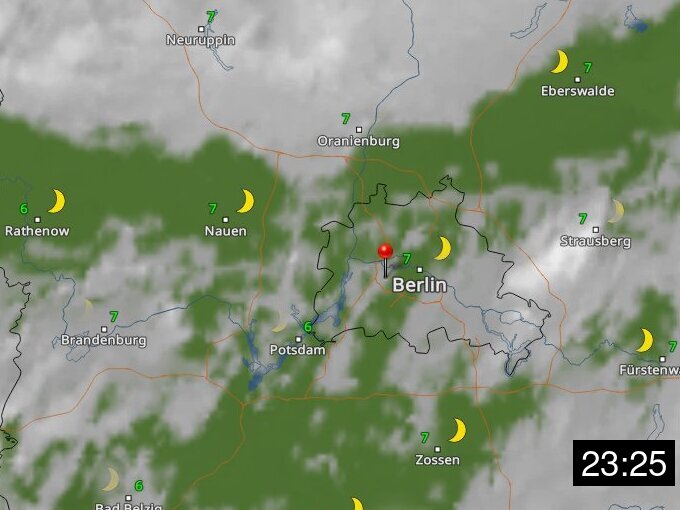 7
Neuruppin
7
Eberswalde
7
Oranienburg
6
Rathenow
7
Nauen
7
Strausberg
7
Berlin
7
Brandenburg
6
Potsdam
7
Fürstenwa
7
Zossen
23:25
6
Bad Belzig